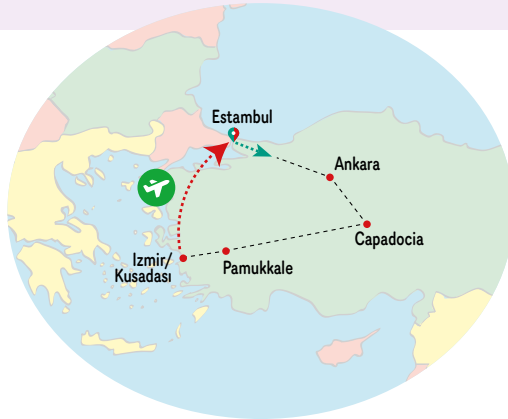 Estambul
Ankara
Capadocia
Pamukkale
Izmir/
Kusadası